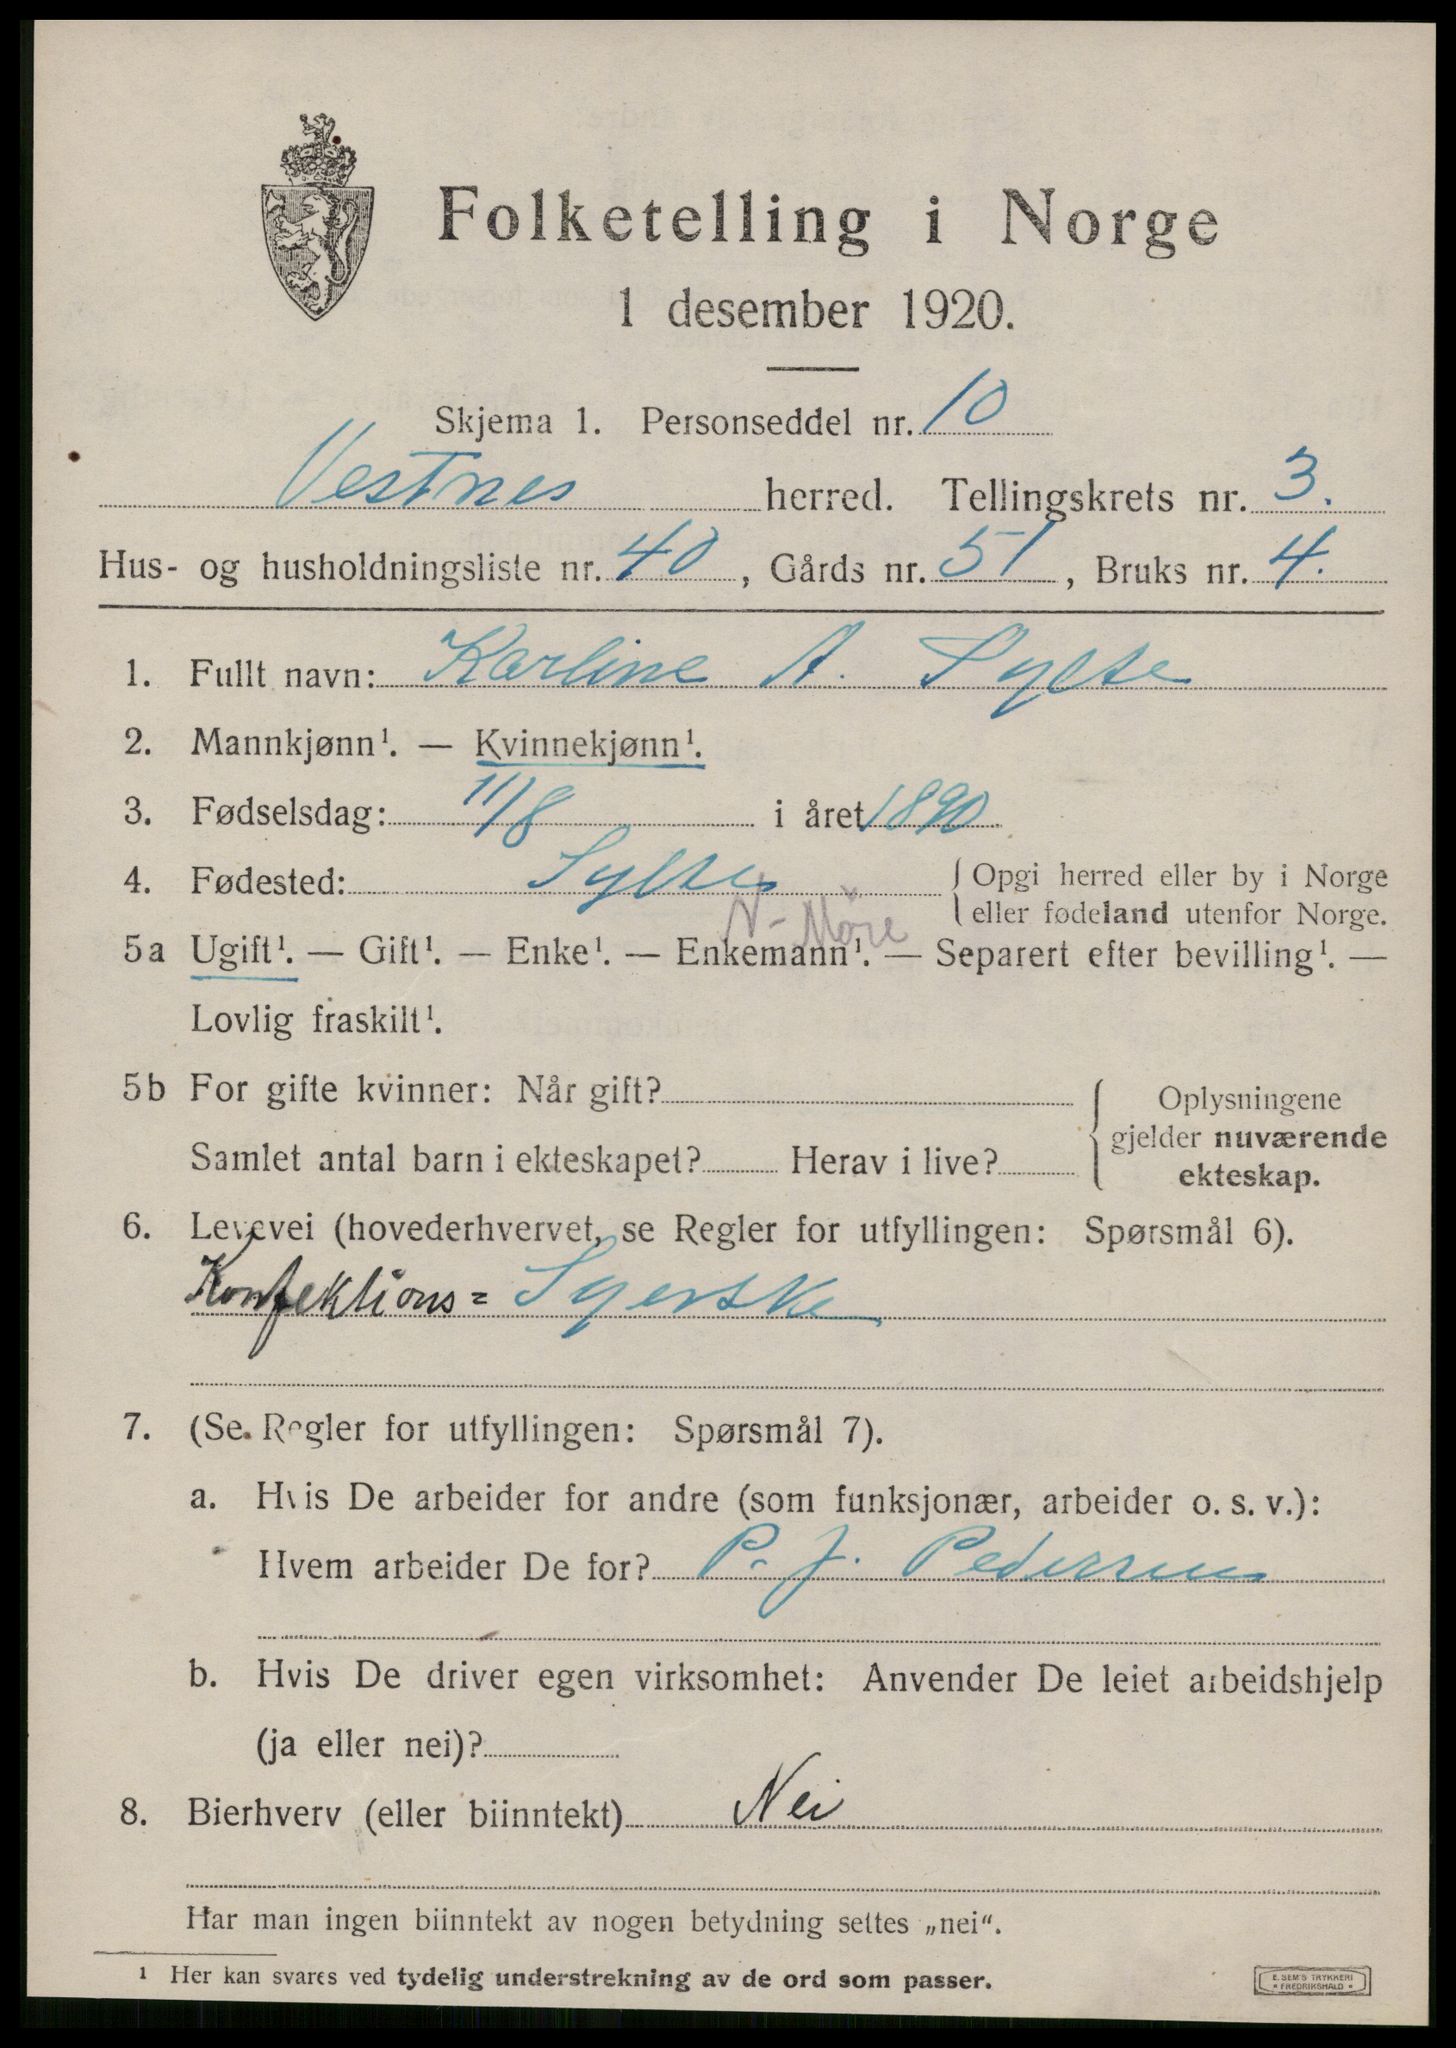 Folketelling i Norge
1 desember 1920.
Skjema 1. Personseddel nr. 10
Vestnes herred. Tellingskrets nr. 3.
Hus- og husholdningsliste nr. 40, Gårds nr. 51, Bruks nr. 4.
1. Fullt navn: Karline A. Sylte
2. Mannkjønn¹. — Kvinnekjønn¹.
3. Fødselsdag: 11/8 i året 1890
4. Fødested: Sylte { Opgi herred eller by i Norge
eller fødeland utenfor Norge.
N-Möre
5a Ugift¹. — Gift¹. — Enke¹. — Enkemann¹. — Separert efter bevilling¹. —
Lovlig fraskilt¹.
5b For gifte kvinner: Når gift?
Samlet antal barn i ekteskapet? Herav i live?
Oplysningene
gjelder nuværende
ekteskap.
6. Levevei (hovederhvervet, se Regler for utfyllingen: Spørsmål 6).
Konfektions= Syerske
7. (Se Regler for utfyllingen: Spørsmål 7).
a. Hvis De arbeider for andre (som funksjonær, arbeider o. s. v.):
Hvem arbeider De for? P. J. Pedersen
b. Hvis De driver egen virksomhet: Anvender De leiet arbeidshjelp
(ja eller nei)?
8. Bierhverv (eller biinntekt) Nei
Har man ingen biinntekt av nogen betydning settes „nei“.
¹ Her kan svares ved tydelig understrekning av de ord som passer.
E. SEM'S TRYKKERI
• FREDRIKSHALD •